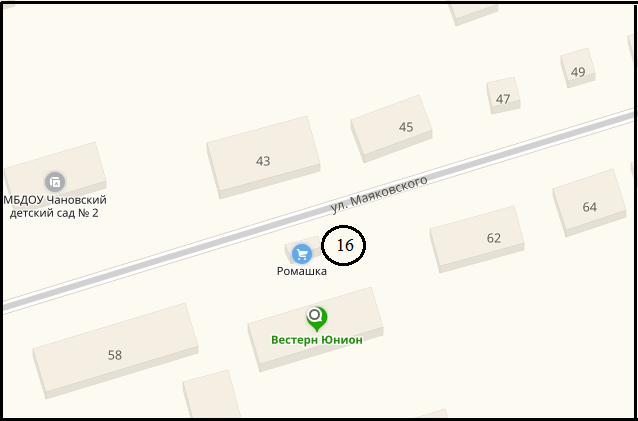 49
47
45
43
МБДОУ Чановский
детский сад № 2
ул. Маяковского
64
62
16
Ромашка
Вестерн Юнион
58